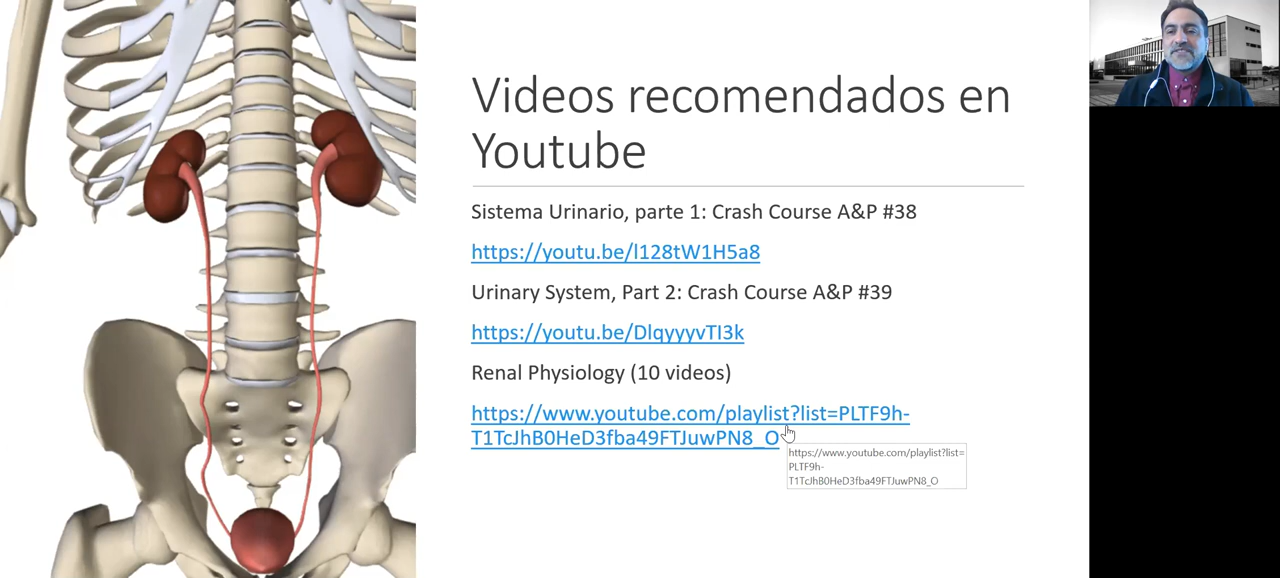 Videos recomendados en
Youtube
Sistema Urinario, parte 1: Crash Course A&P #38
https://youtu.be/l128tW1H5a8
Urinary System, Part 2: Crash Course A&P #39
https://youtu.be/DlqyyyvTI3k
Renal Physiology (10 videos)
https://www.youtube.com/playlist?list=PLTF9h-
T1TcJhB0HeD3fba49FTJuwPN8_O
https://www.youtube.com/playlist?list=
PLTF9h-
T1TcJhB0HeD3fba49FTJuwPN8_O